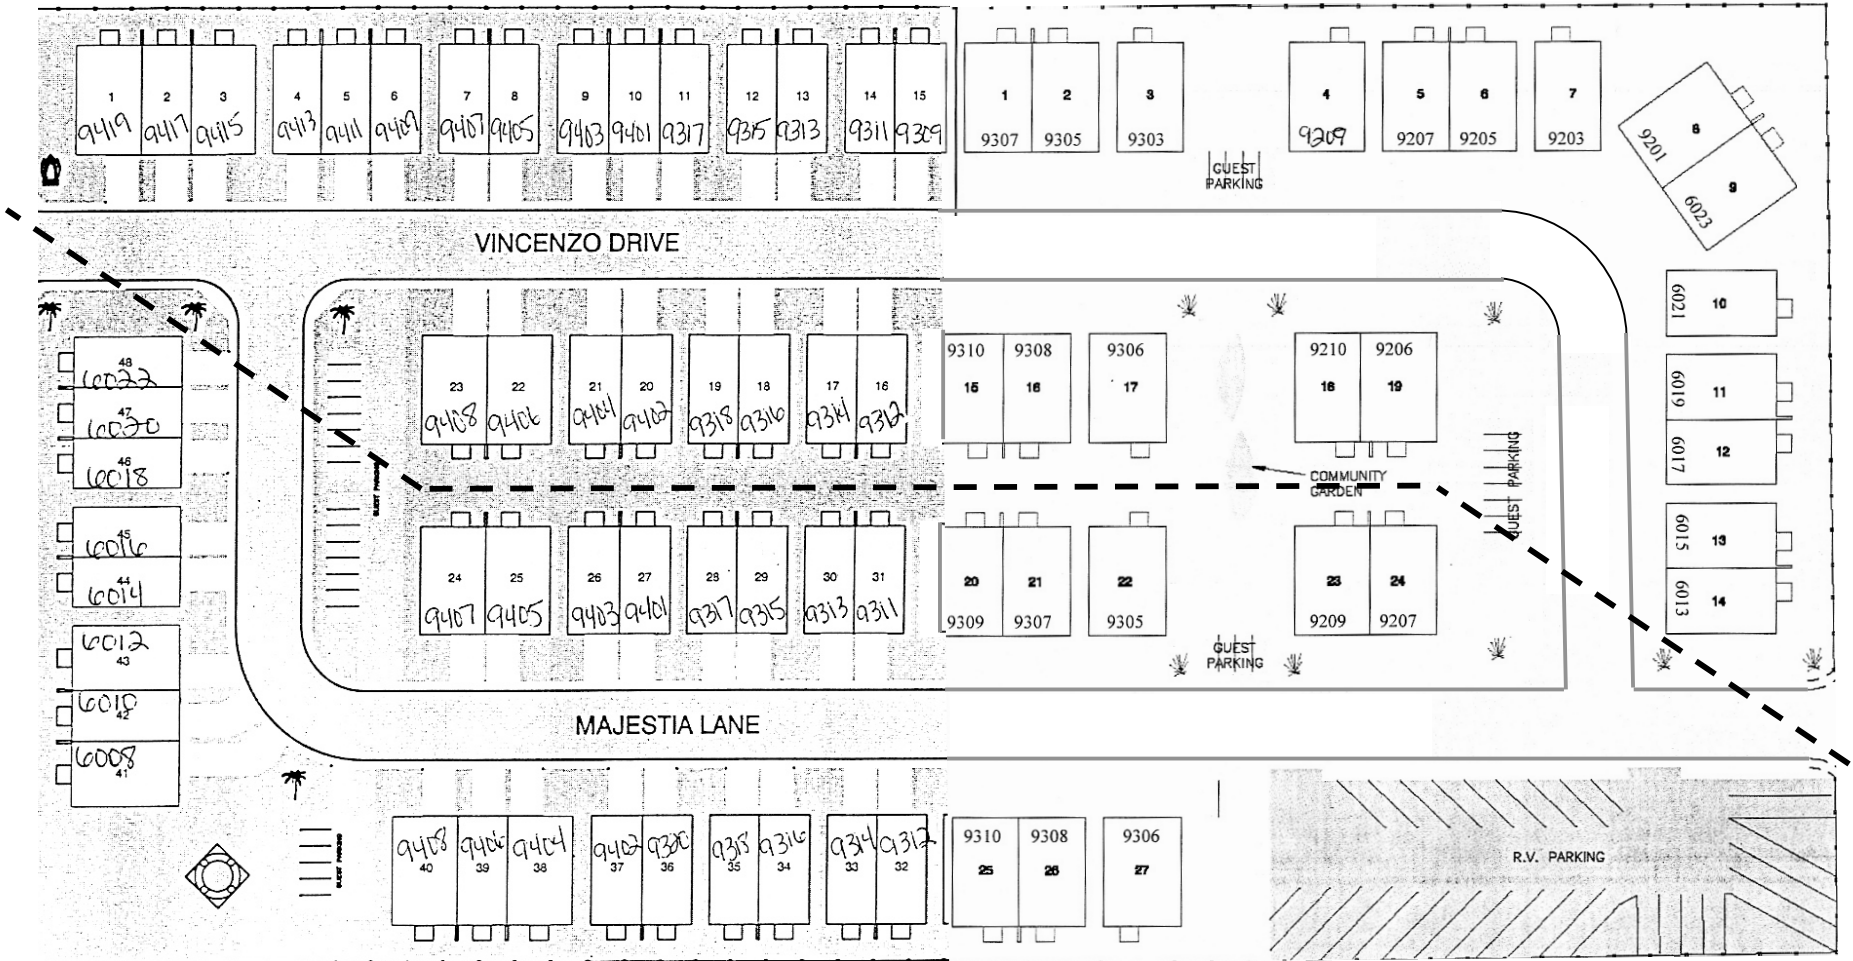 1 2 3 4 5 6 7 8 9 10 11 12 13 14 15 1 2 3 4 5 6 7
9419 9417 9415 9413 9411 9409 9407 9405 9403 9401 9317 9315 9313 9311 9309 9307 9305 9303 9209 9207 9205 9203
8
9201
9
6023
GUEST
PARKING
VINCENZO DRIVE
6021 10
9310 9308 9306 9210 9206
48
6022
23 22 21 20 19 18 17 16 15 16 17 18 19
9408 9406 9404 9402 9318 9316 9314 9312
6019 11
47
6020
46
6018
6017 12
GUEST PARKING
GUEST PARKING
COMMUNITY
GARDEN
45
6016
6015 13
44
6014
24 25 26 27 28 29 30 31 20 21 22 23 24
9407 9405 9403 9401 9317 9315 9313 9311 9309 9307 9305 9209 9207
6013 14
6012
43
GUEST
PARKING
6010
42
MAJESTIA LANE
6008
41
9408 9406 9404 9402 9318 9316 9314 9312 9310 9308 9306
40 39 38 37 36 35 34 33 32 25 26 27
GUEST PARKING
R.V. PARKING